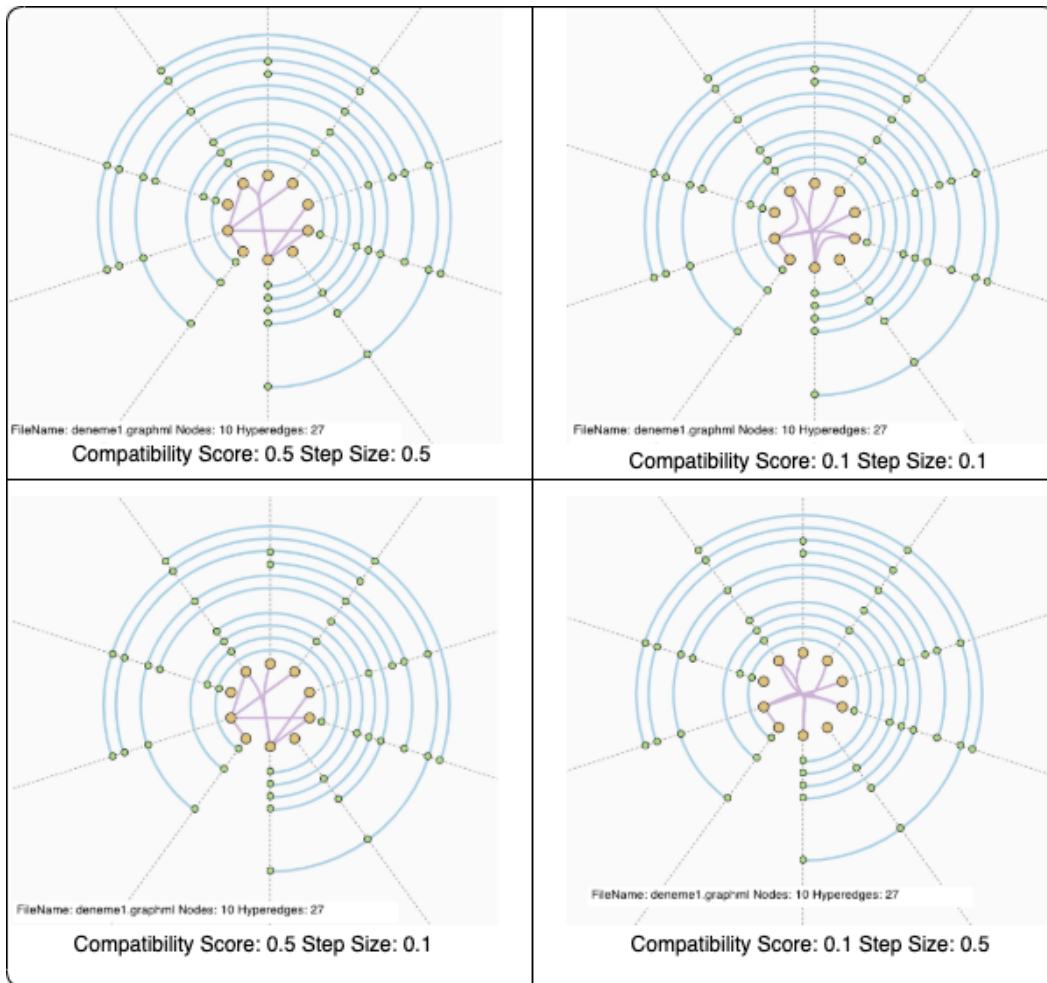 FileName: deneme1.graphml Nodes: 10 Hyperedges: 27
Compatibility Score: 0.5 Step Size: 0.5
FileName: deneme1.graphml Nodes: 10 Hyperedges: 27
Compatibility Score: 0.1 Step Size: 0.1
FileName: deneme1.graphml Nodes: 10 Hyperedges: 27
Compatibility Score: 0.5 Step Size: 0.1
FileName: deneme1.graphml Nodes: 10 Hyperedges: 27
Compatibility Score: 0.1 Step Size: 0.5